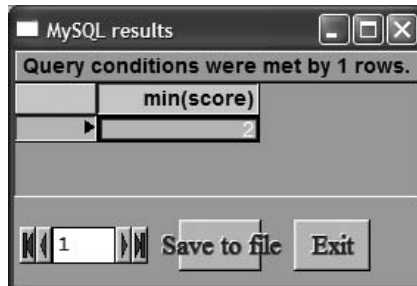 MySQL results
Query conditions were met by 1 rows.
min(score)
2
1 Save to file Exit